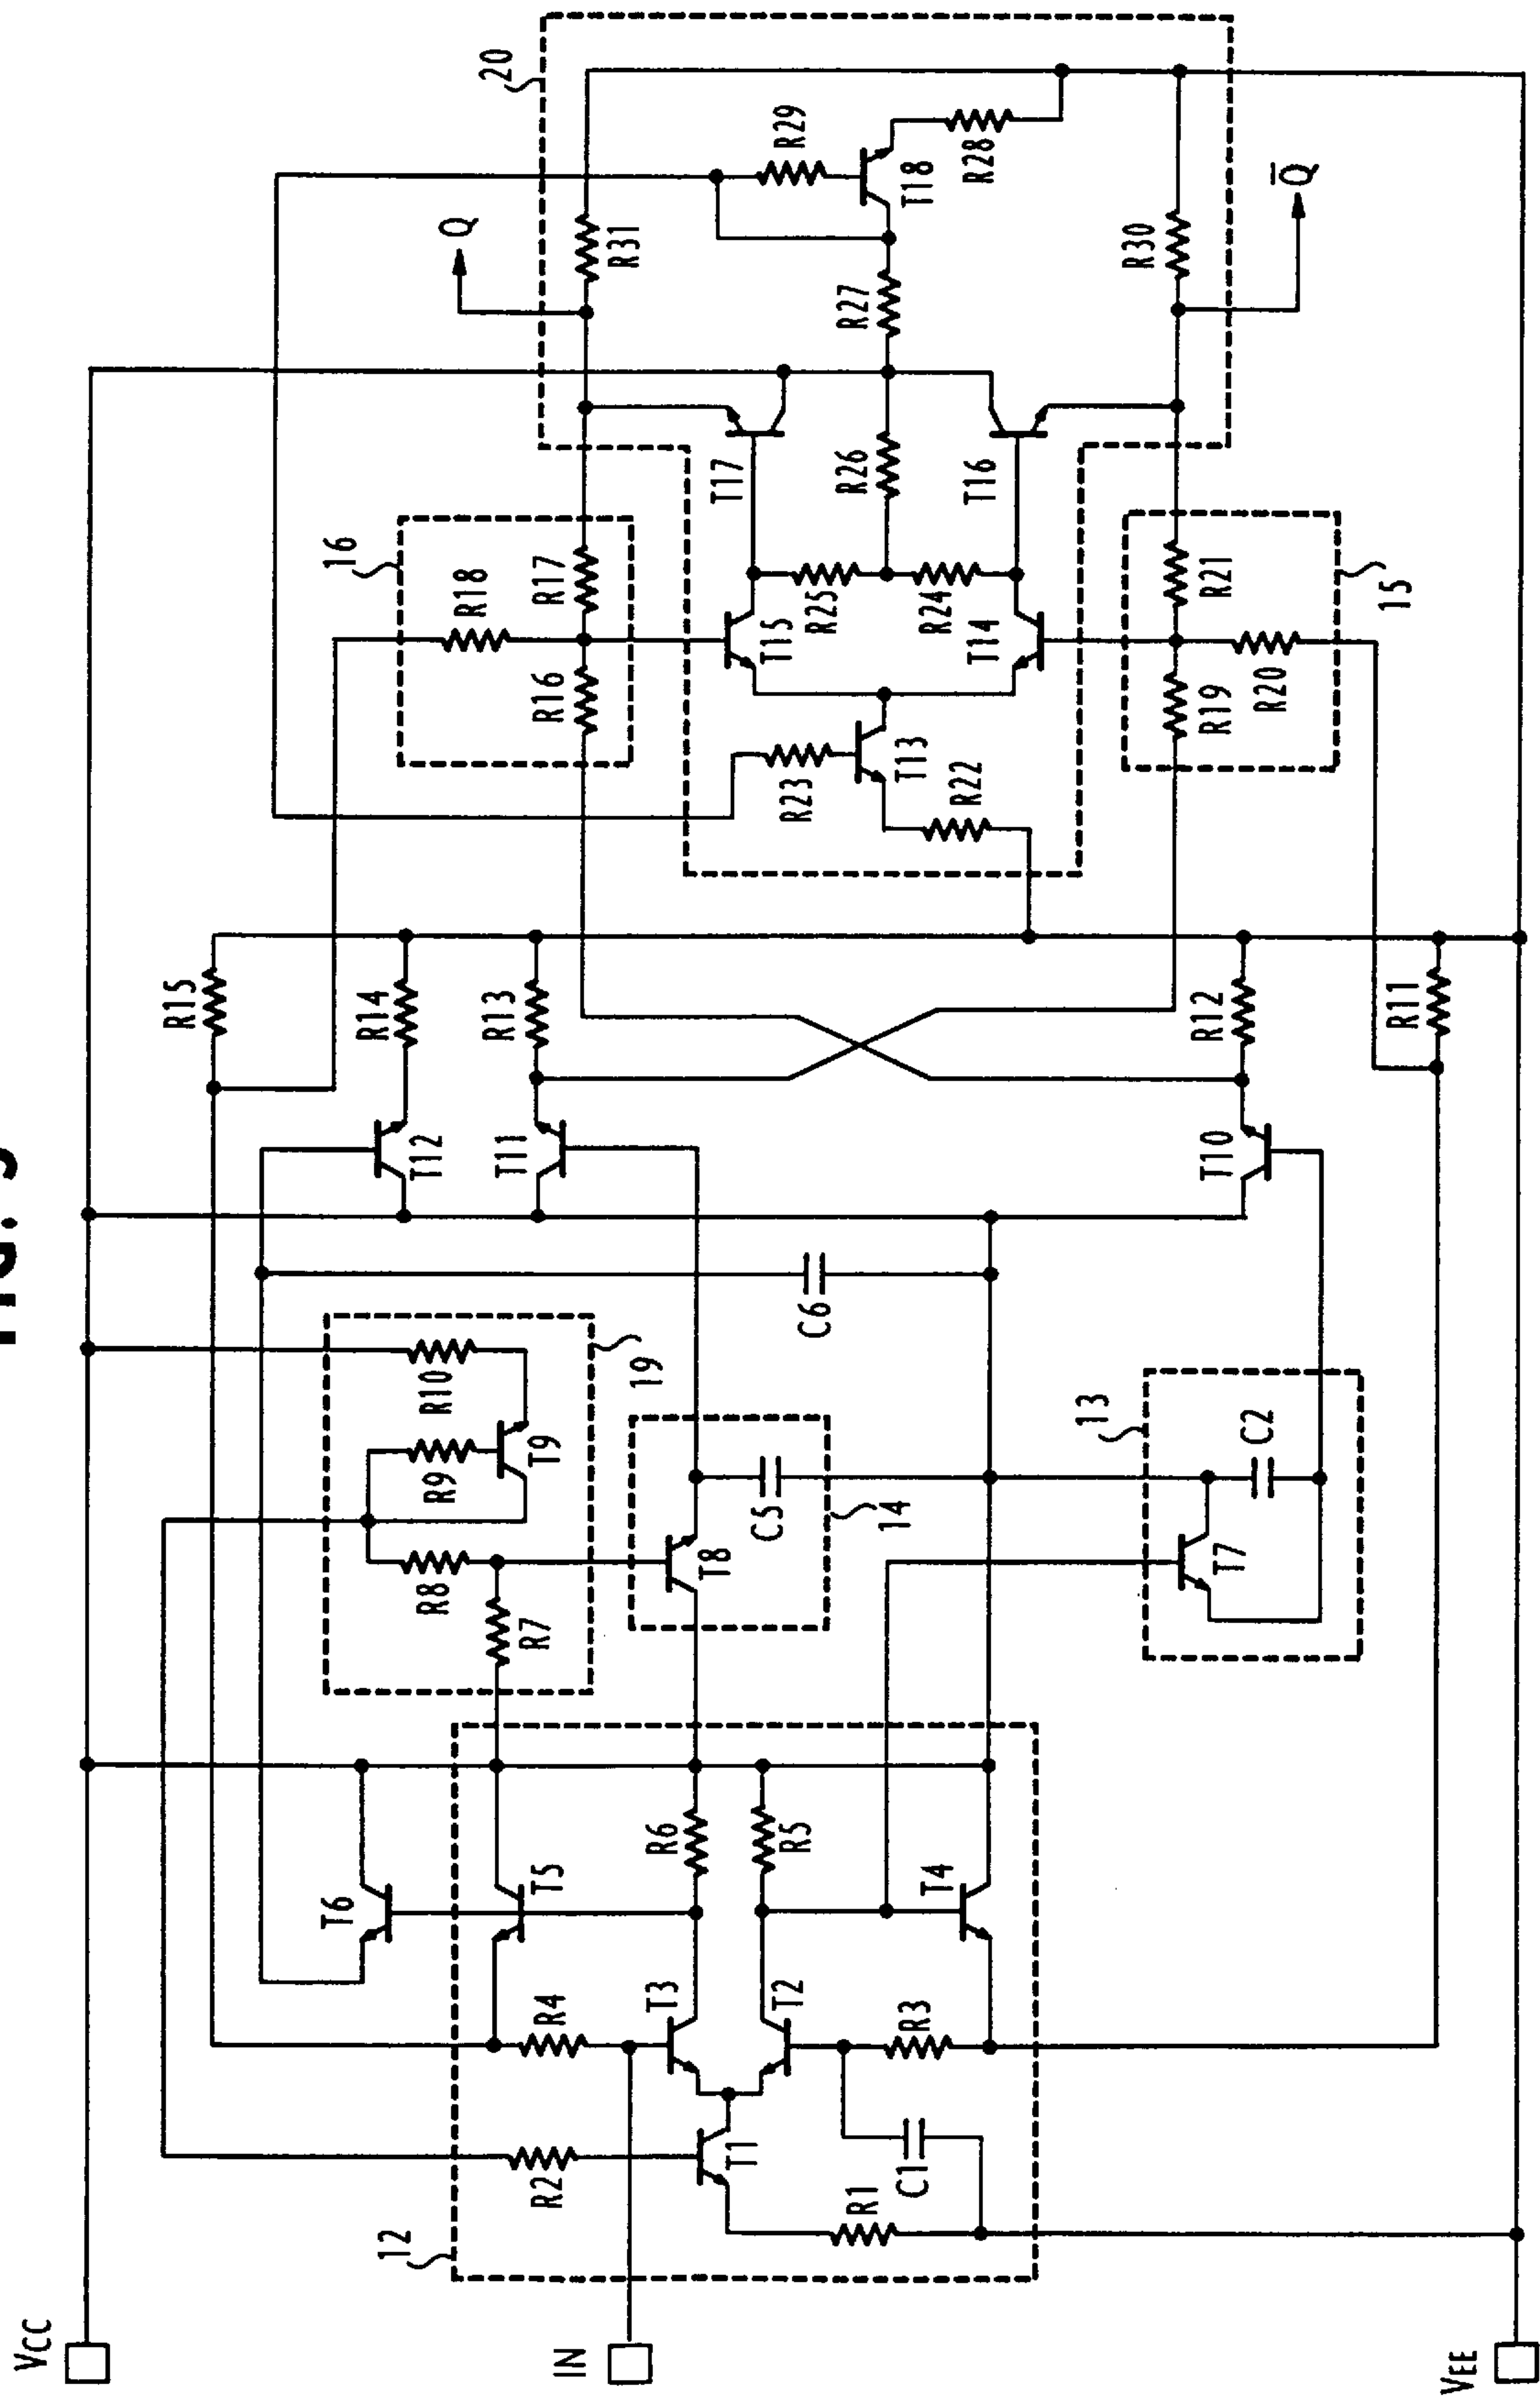 VCC
IN
VEE
12
R2
T1
R1
C1
R4
T3
T2
R3
T6
T5
T4
R6
R5
R7
R8
R9
R10
T9
19
T8
C5
14
T7
C2
13
C6
T12
T11
T10
R15
R14
R13
R12
R11
16
R18
R16
R17
R23
T13
R22
T15
T14
R25
R24
R26
T17
T16
R19
R20
R21
15
20
Q
R31
R27
R29
T18
R28
R30
Q̅